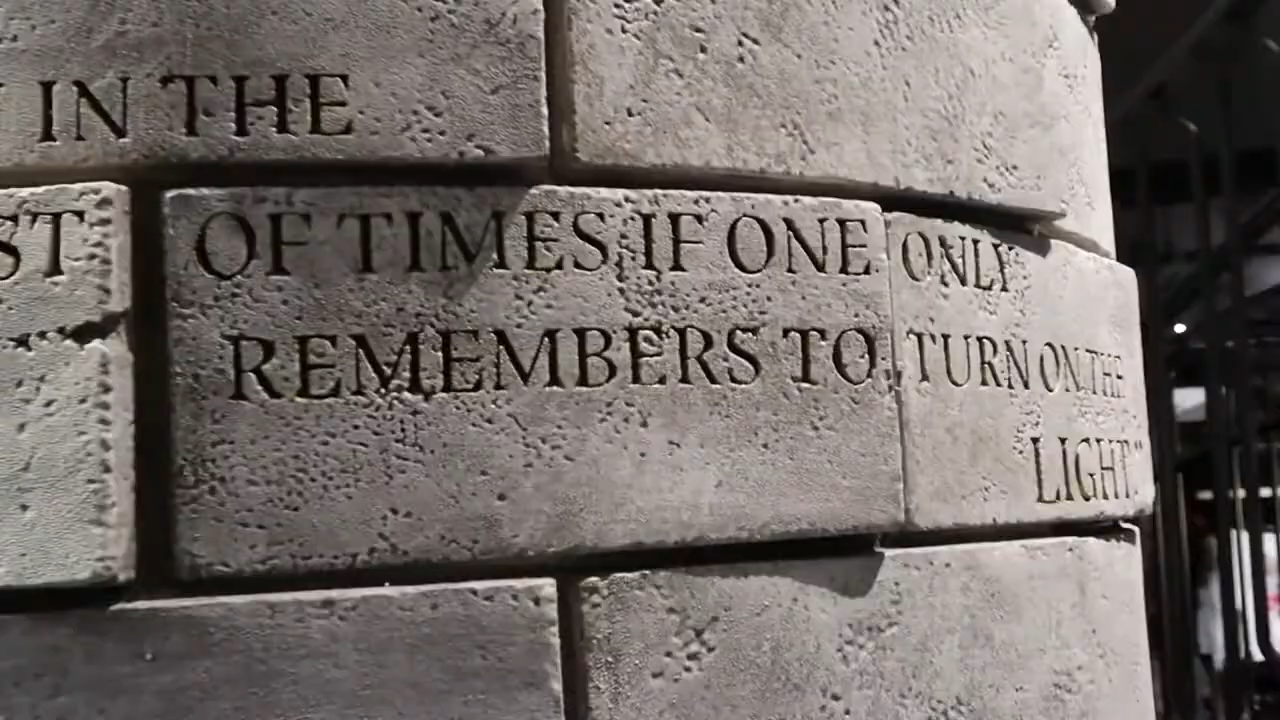 IN THE
ST OF TIMES IF ONE ONLY
REMEMBERS TO TURN ON THE
LIGHT."